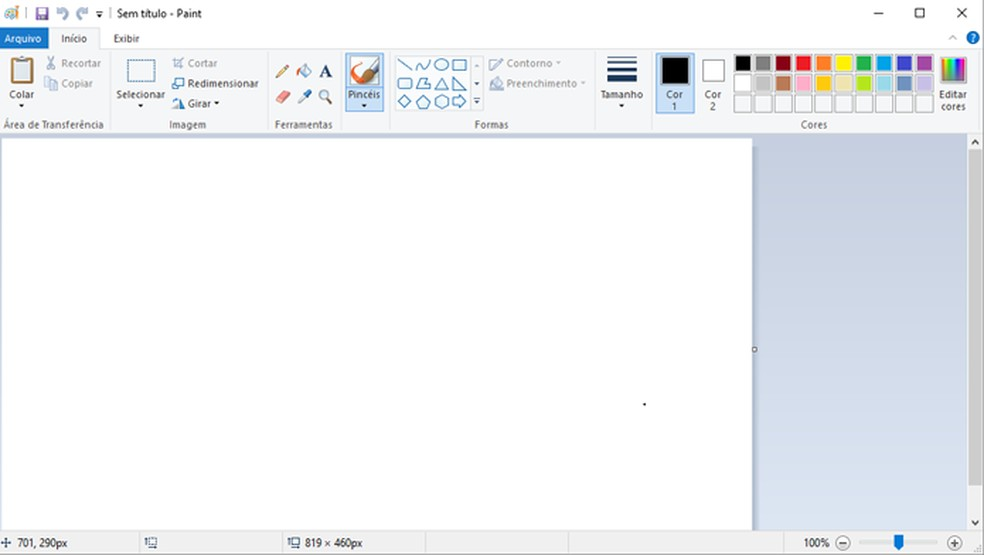 Sem título - Paint
Arquivo Início Exibir
Colar
Recortar
Copiar
Área de Transferência
Selecionar
Cortar
Redimensionar
Girar
Imagem
A
Ferramentas
Pincéis
Contorno
Preenchimento
Formas
Tamanho
Cor
1
Cor
2
Editar
cores
Cores
701, 290px
819 × 460px
100%